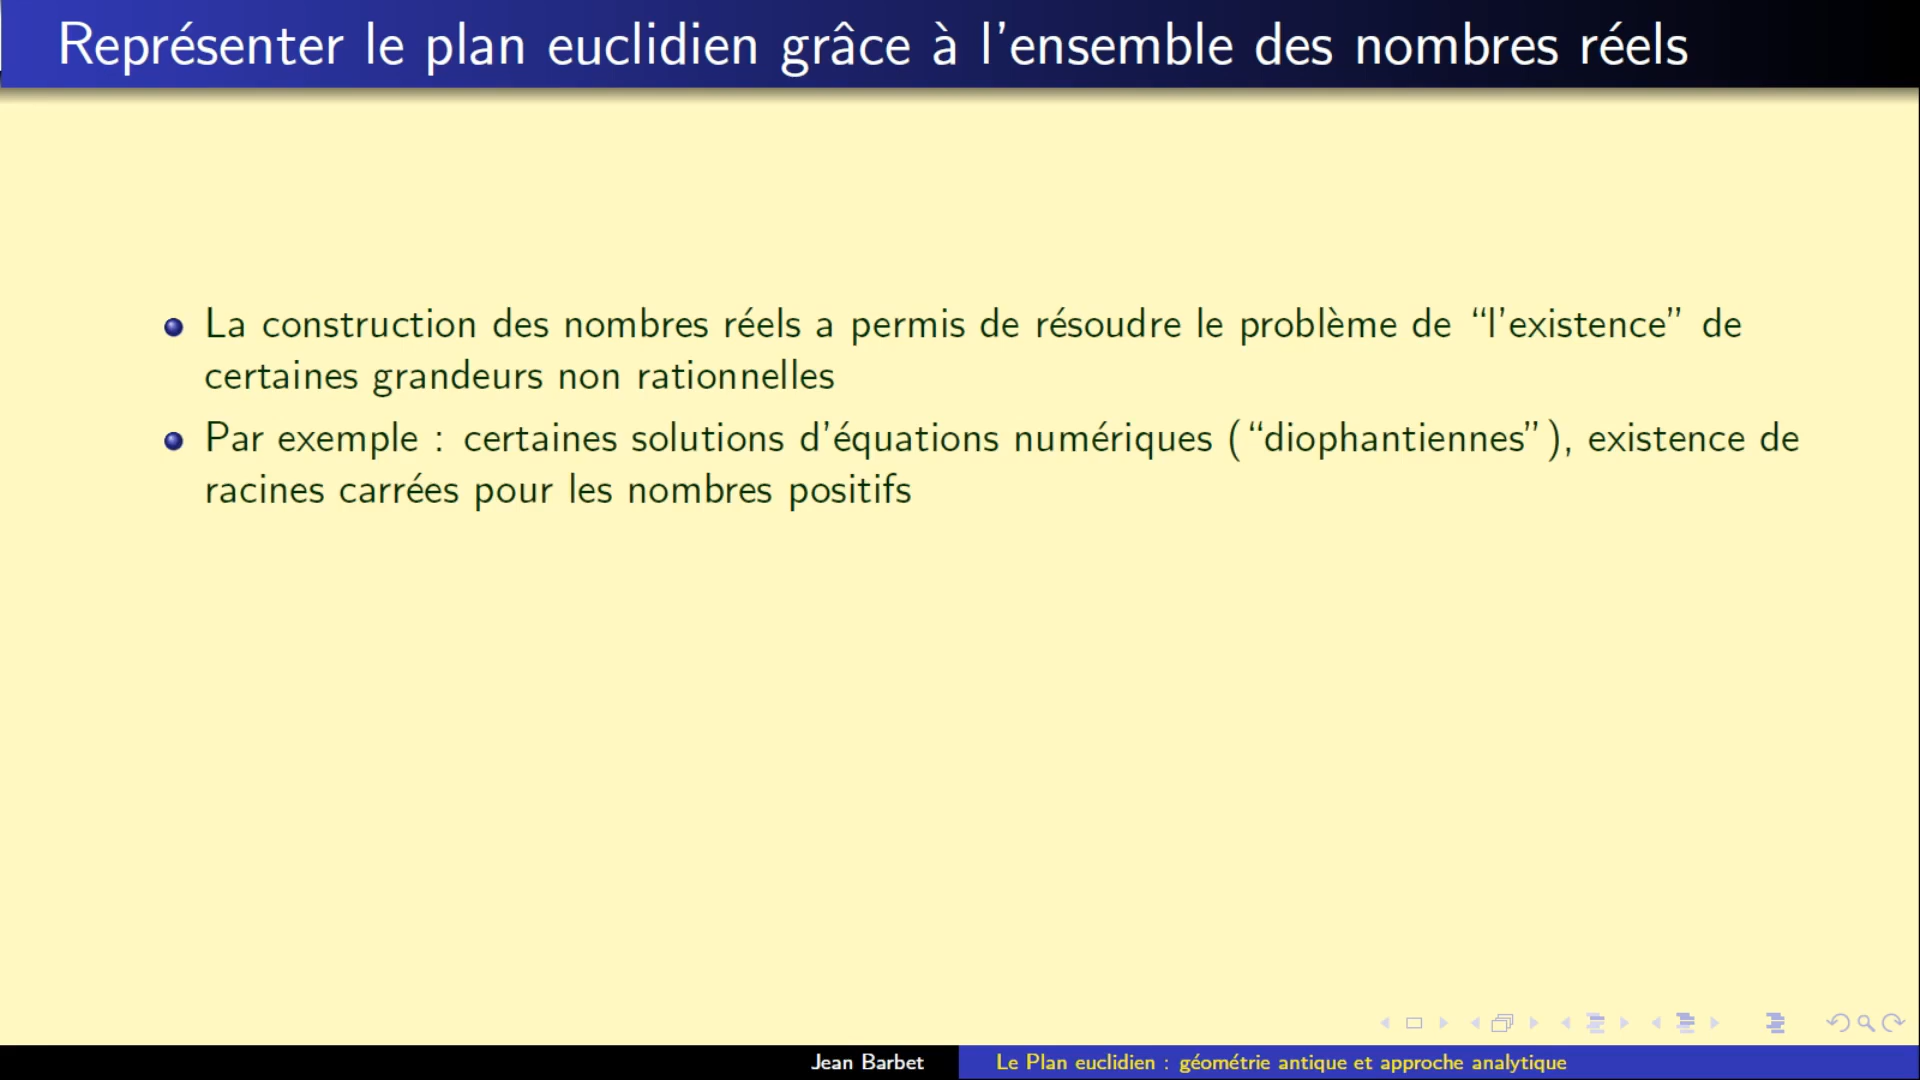 Représenter le plan euclidien grâce à l'ensemble des nombres réels
La construction des nombres réels a permis de résoudre le problème de “l'existence” de
certaines grandeurs non rationnelles
Par exemple : certaines solutions d'équations numériques (“diophantiennes”), existence de
racines carrées pour les nombres positifs
Jean Barbet
Le Plan euclidien : géométrie antique et approche analytique